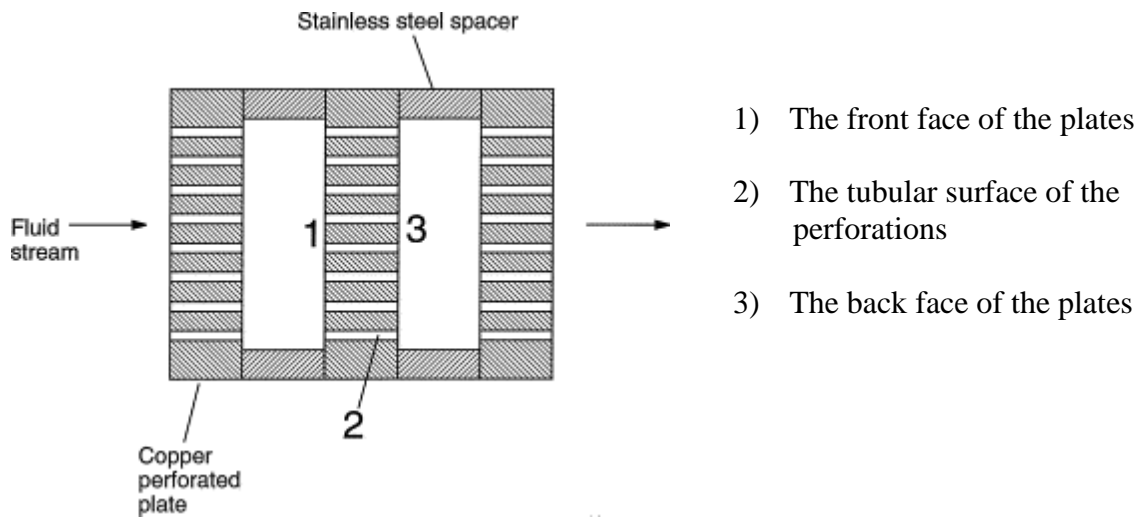 Stainless steel spacer
1) The front face of the plates
2) The tubular surface of the
perforations
Fluid
stream
1
3
3) The back face of the plates
2
Copper
perforated
plate